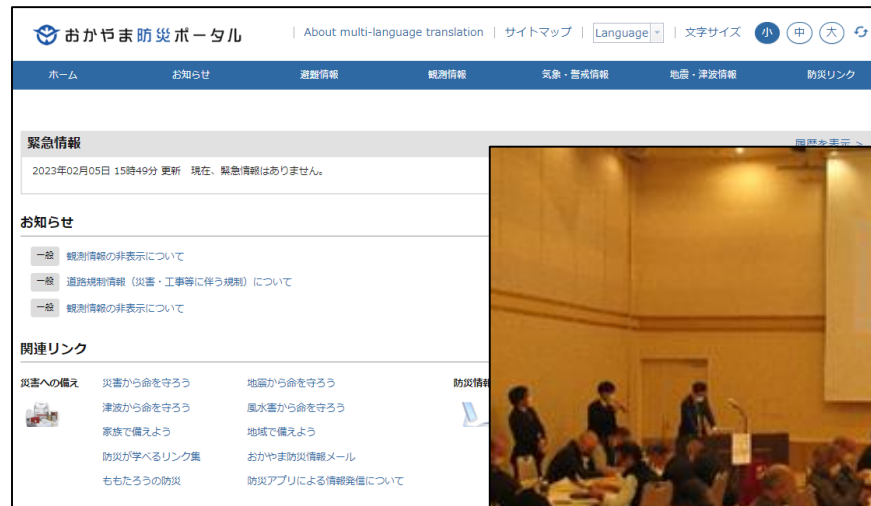 おかやま防災ポータル
About multi-language translation
サイトマップ
Language
文字サイズ 小 中 大
ホーム お知らせ 避難情報 観測情報 気象・警戒情報 地震・津波情報 防災リンク
緊急情報
履歴を表示 >
2023年02月05日 15時49分 更新 現在、緊急情報はありません。
お知らせ
一般 観測情報の非表示について
一般 道路規制情報（災害・工事等に伴う規制）について
一般 観測情報の非表示について
関連リンク
災害への備え 災害から命を守ろう 地震から命を守ろう 防災情報
津波から命を守ろう 風水害から命を守ろう
家族で備えよう 地域で備えよう
防災が学べるリンク集 おかやま防災情報メール
ももたろうの防災 防災アプリによる情報発信について